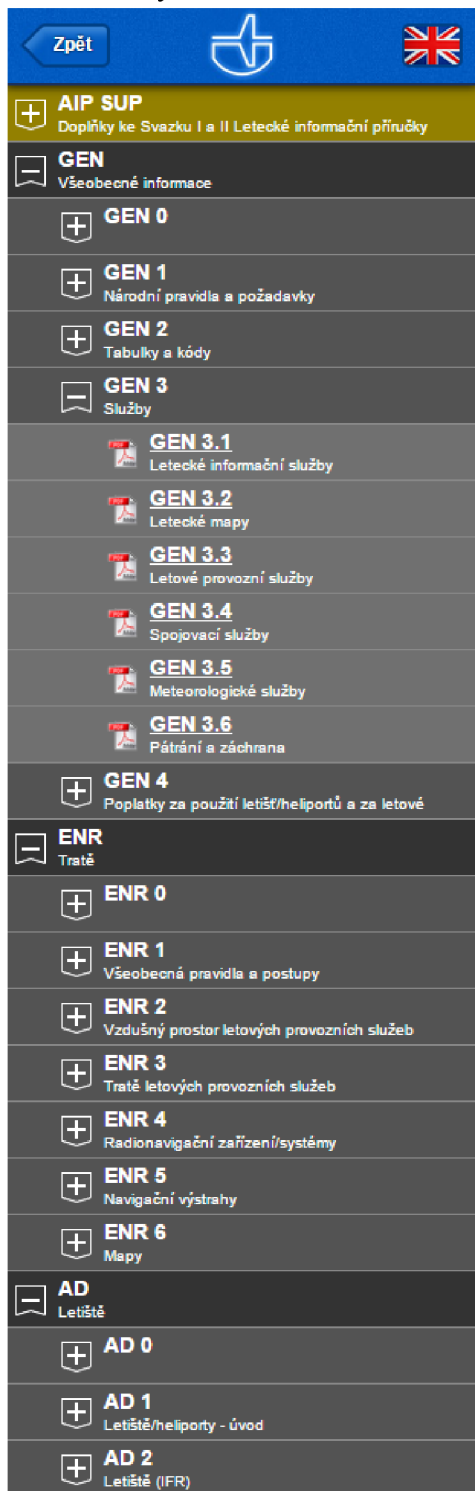 Zpět
AIP SUP
Doplňky ke Svazku I a II Letecké informační příručky
GEN
Všeobecné informace
GEN 0
GEN 1
Národní pravidla a požadavky
GEN 2
Tabulky a kódy
GEN 3
Služby
GEN 3.1
Letecké informační služby
GEN 3.2
Letecké mapy
GEN 3.3
Letové provozní služby
GEN 3.4
Spojovací služby
GEN 3.5
Meteorologické služby
GEN 3.6
Pátrání a záchrana
GEN 4
Poplatky za použití letišť/heliportů a za letové
ENR
Tratě
ENR 0
ENR 1
Všeobecná pravidla a postupy
ENR 2
Vzdušný prostor letových provozních služeb
ENR 3
Tratě letových provozních služeb
ENR 4
Radionavigační zařízení/systémy
ENR 5
Navigační výstrahy
ENR 6
Mapy
AD
Letiště
AD 0
AD 1
Letiště/heliporty - úvod
AD 2
Letiště (IFR)